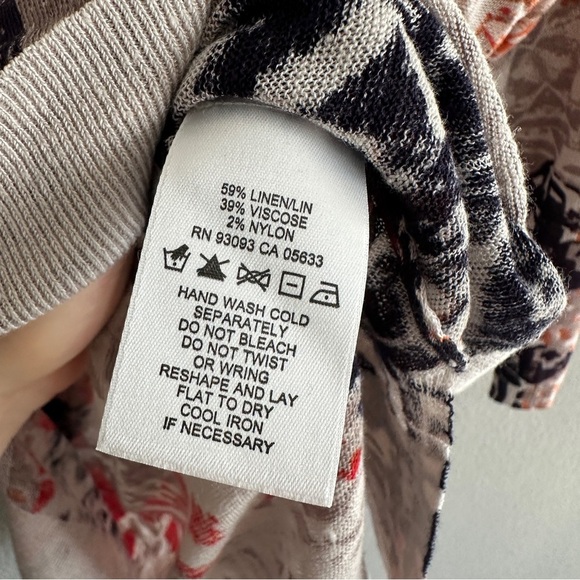 59% LINEN/LIN
39% VISCOSE
2% NYLON
RN 93093 CA 05633
HAND WASH COLD
SEPARATELY
DO NOT BLEACH
DO NOT TWIST
OR WRING
RESHAPE AND LAY
FLAT TO DRY
COOL IRON
IF NECESSARY